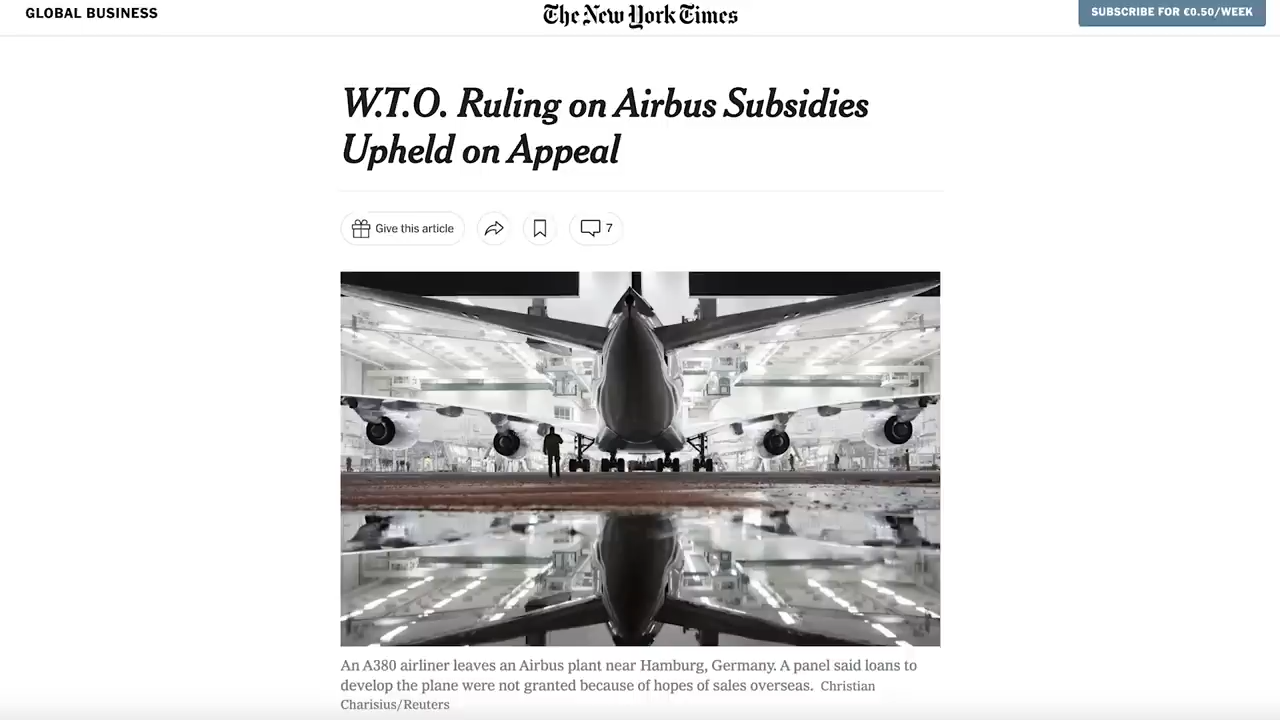 GLOBAL BUSINESS
The New York Times
SUBSCRIBE FOR €0.50/WEEK
W.T.O. Ruling on Airbus Subsidies
Upheld on Appeal
Give this article
7
An A380 airliner leaves an Airbus plant near Hamburg, Germany. A panel said loans to
develop the plane were not granted because of hopes of sales overseas. Christian
Charisius/Reuters